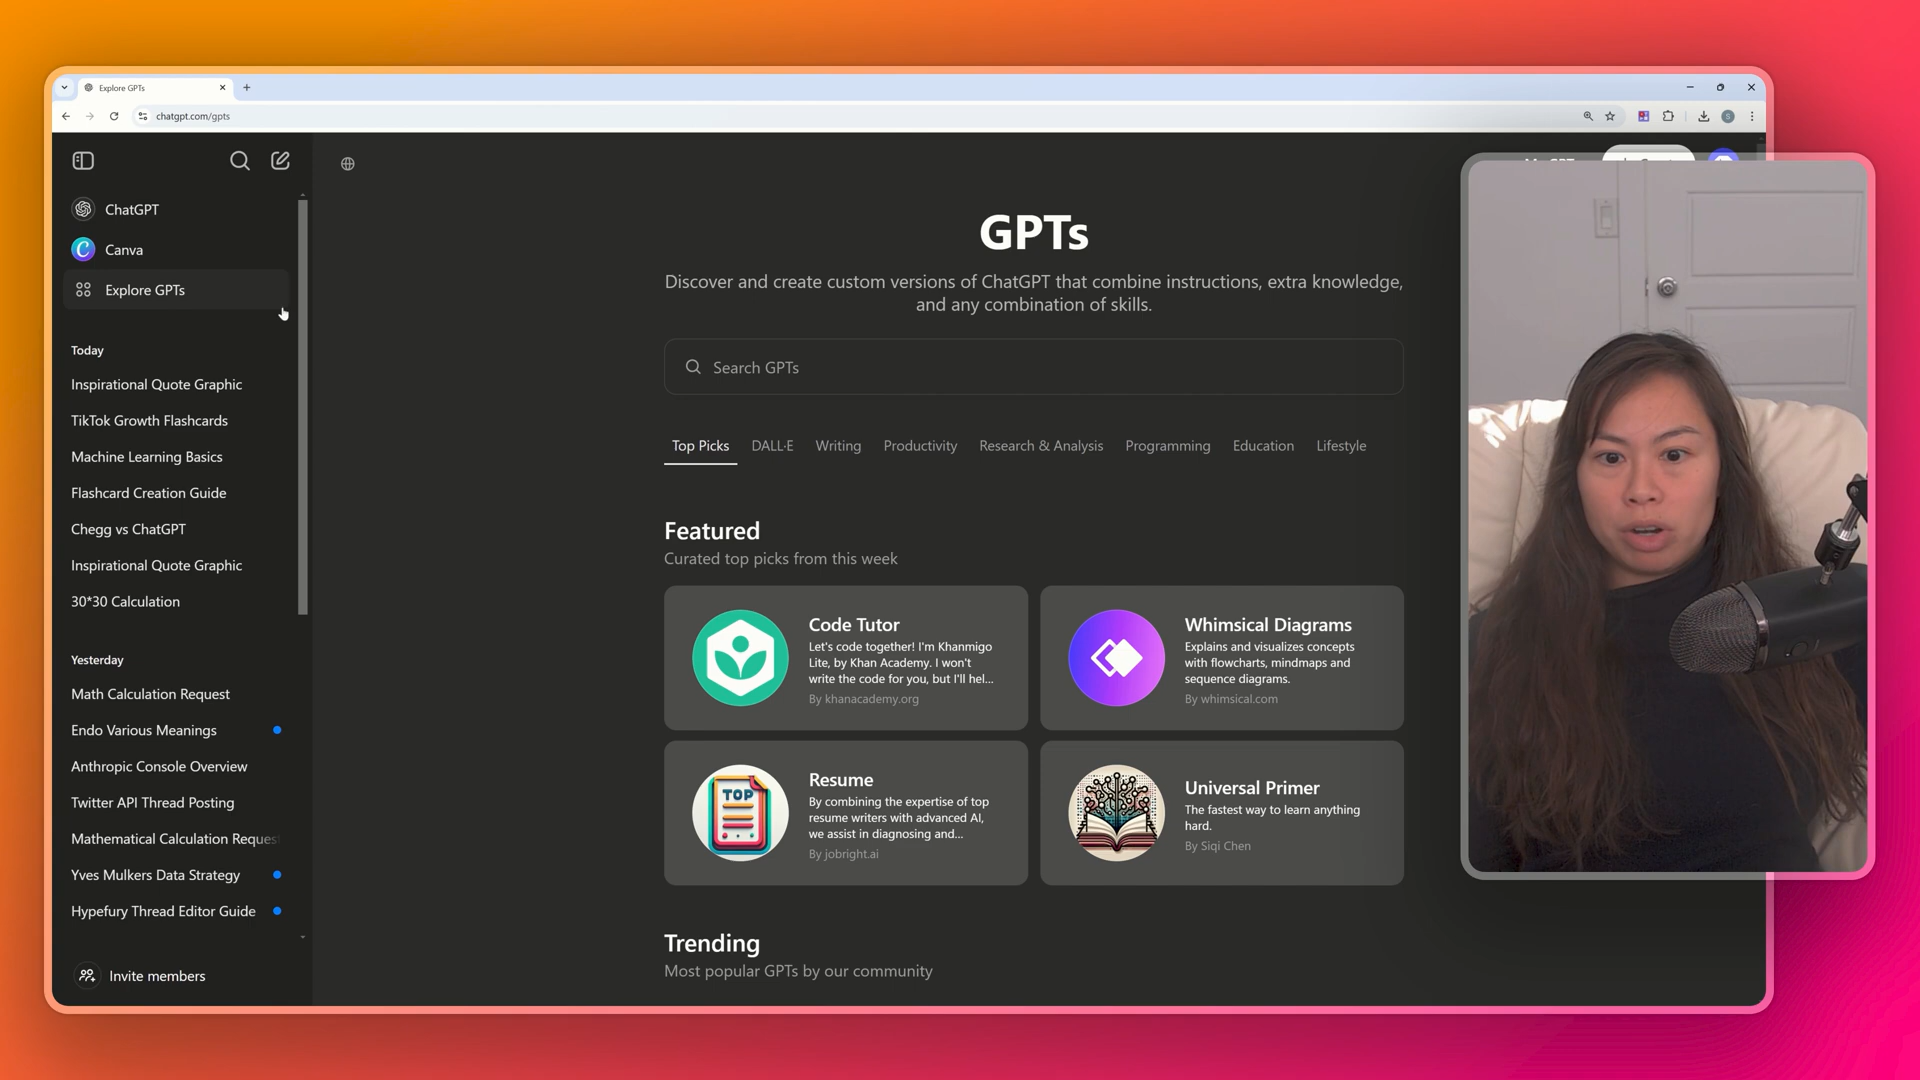 Explore GPTs
chatgpt.com/gpts
ChatGPT
Canva
Explore GPTs
Today
Inspirational Quote Graphic
TikTok Growth Flashcards
Machine Learning Basics
Flashcard Creation Guide
Chegg vs ChatGPT
Inspirational Quote Graphic
30*30 Calculation
Yesterday
Math Calculation Request
Endo Various Meanings
Anthropic Console Overview
Twitter API Thread Posting
Mathematical Calculation Reques
Yves Mulkers Data Strategy
Hypefury Thread Editor Guide
Invite members
GPTs
Discover and create custom versions of ChatGPT that combine instructions, extra knowledge,
and any combination of skills.
Search GPTs
Top Picks DALL·E Writing Productivity Research & Analysis Programming Education Lifestyle
Featured
Curated top picks from this week
Code Tutor
Let's code together! I'm Khanmigo
Lite, by Khan Academy. I won't
write the code for you, but I'll hel...
By khanacademy.org
Whimsical Diagrams
Explains and visualizes concepts
with flowcharts, mindmaps and
sequence diagrams.
By whimsical.com
TOP
Resume
By combining the expertise of top
resume writers with advanced AI,
we assist in diagnosing and...
By jobright.ai
Universal Primer
The fastest way to learn anything
hard.
By Siqi Chen
Trending
Most popular GPTs by our community